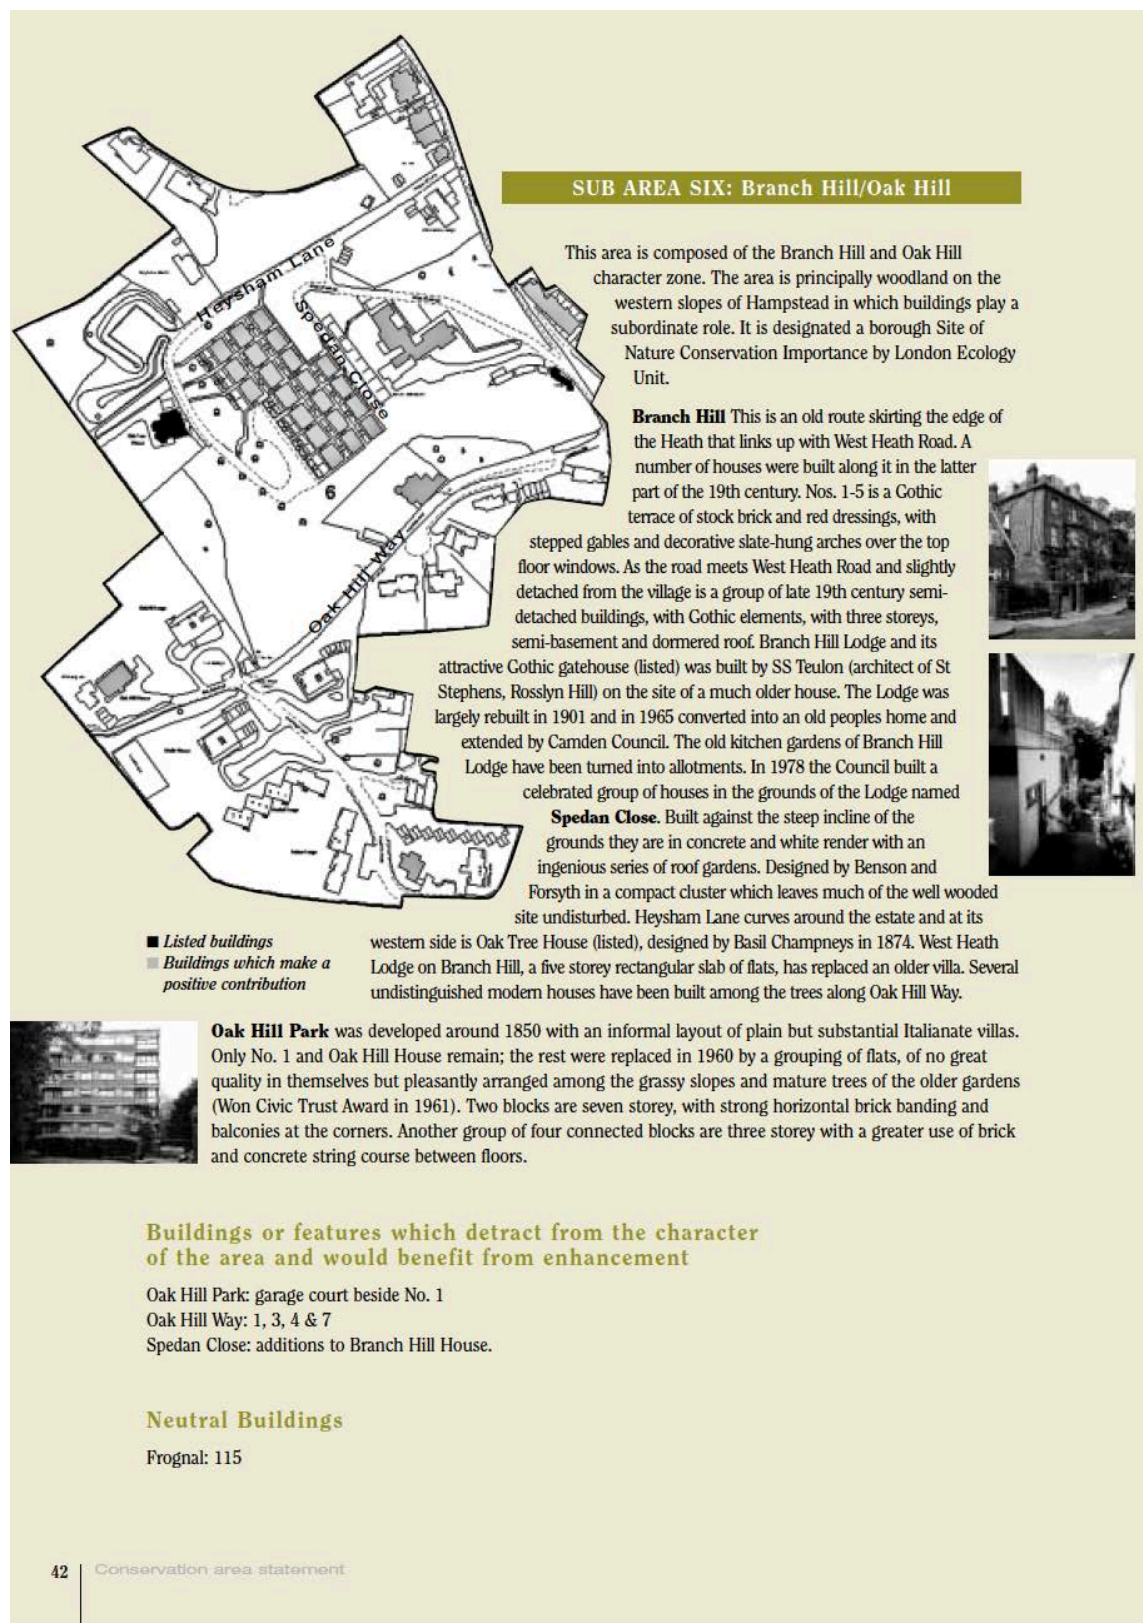 Heysham Lane
Spedan Close
6
Oak Hill Way
SUB AREA SIX: Branch Hill/Oak Hill
This area is composed of the Branch Hill and Oak Hill
character zone. The area is principally woodland on the
western slopes of Hampstead in which buildings play a
subordinate role. It is designated a borough Site of
Nature Conservation Importance by London Ecology
Unit.
Branch Hill This is an old route skirting the edge of
the Heath that links up with West Heath Road. A
number of houses were built along it in the latter
part of the 19th century. Nos. 1-5 is a Gothic
terrace of stock brick and red dressings, with
stepped gables and decorative slate-hung arches over the top
floor windows. As the road meets West Heath Road and slightly
detached from the village is a group of late 19th century semi-
detached buildings, with Gothic elements, with three storeys,
semi-basement and dormered roof. Branch Hill Lodge and its
attractive Gothic gatehouse (listed) was built by SS Teulon (architect of St
Stephens, Rosslyn Hill) on the site of a much older house. The Lodge was
largely rebuilt in 1901 and in 1965 converted into an old peoples home and
extended by Camden Council. The old kitchen gardens of Branch Hill
Lodge have been turned into allotments. In 1978 the Council built a
celebrated group of houses in the grounds of the Lodge named
Spedan Close. Built against the steep incline of the
grounds they are in concrete and white render with an
ingenious series of roof gardens. Designed by Benson and
Forsyth in a compact cluster which leaves much of the well wooded
site undisturbed. Heysham Lane curves around the estate and at its
western side is Oak Tree House (listed), designed by Basil Champneys in 1874. West Heath
Lodge on Branch Hill, a five storey rectangular slab of flats, has replaced an older villa. Several
undistinguished modern houses have been built among the trees along Oak Hill Way.
Listed buildings
Buildings which make a
positive contribution
Oak Hill Park was developed around 1850 with an informal layout of plain but substantial Italianate villas.
Only No. 1 and Oak Hill House remain; the rest were replaced in 1960 by a grouping of flats, of no great
quality in themselves but pleasantly arranged among the grassy slopes and mature trees of the older gardens
(Won Civic Trust Award in 1961). Two blocks are seven storey, with strong horizontal brick banding and
balconies at the corners. Another group of four connected blocks are three storey with a greater use of brick
and concrete string course between floors.
Buildings or features which detract from the character
of the area and would benefit from enhancement
Oak Hill Park: garage court beside No. 1
Oak Hill Way: 1, 3, 4 & 7
Spedan Close: additions to Branch Hill House.
Neutral Buildings
Frognal: 115
42
Conservation area statement